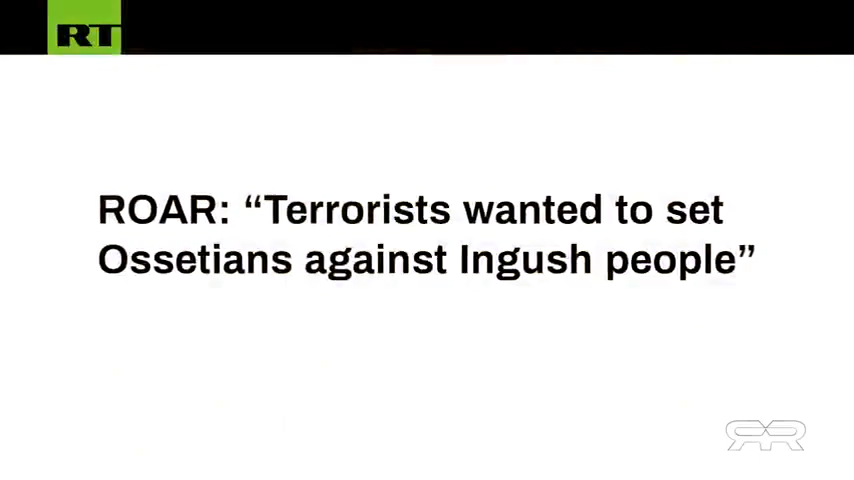 RT
ROAR: “Terrorists wanted to set
Ossetians against Ingush people”